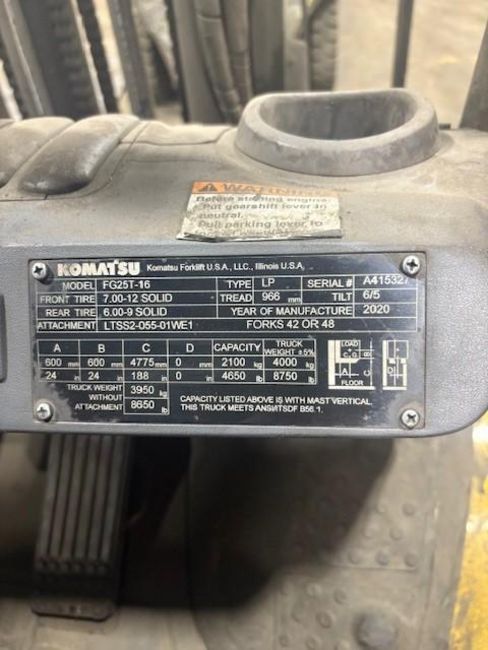 WARNING
Before starting engine
Put gearshift lever in
neutral.
Pull parking lever to
KOMATSU Komatsu Forklift U.S.A., LLC., Illinois U.S.A.
MODEL FG25T-16 TYPE LP SERIAL# A415327
FRONT TIRE 7.00-12 SOLID TREAD 966 mm TILT 6/5
REAR TIRE 6.00-9 SOLID YEAR OF MANUFACTURE 2020
ATTACHMENT LTSS2-055-01WE1 FORKS 42 OR 48
A B C D CAPACITY TRUCK WEIGHT ±5%
600 mm 600 mm 4775 mm 0 mm 2100 kg 4000 kg
24 in 24 in 188 in 0 in 4650 lb 8750 lb
TRUCK WEIGHT WITHOUT ATTACHMENT 3950 kg 8650 lb
CAPACITY LISTED ABOVE IS WITH MAST VERTICAL.
THIS TRUCK MEETS ANSI/ITSDF B56.1.
LOAD
C.G. B
A C D
FLOOR